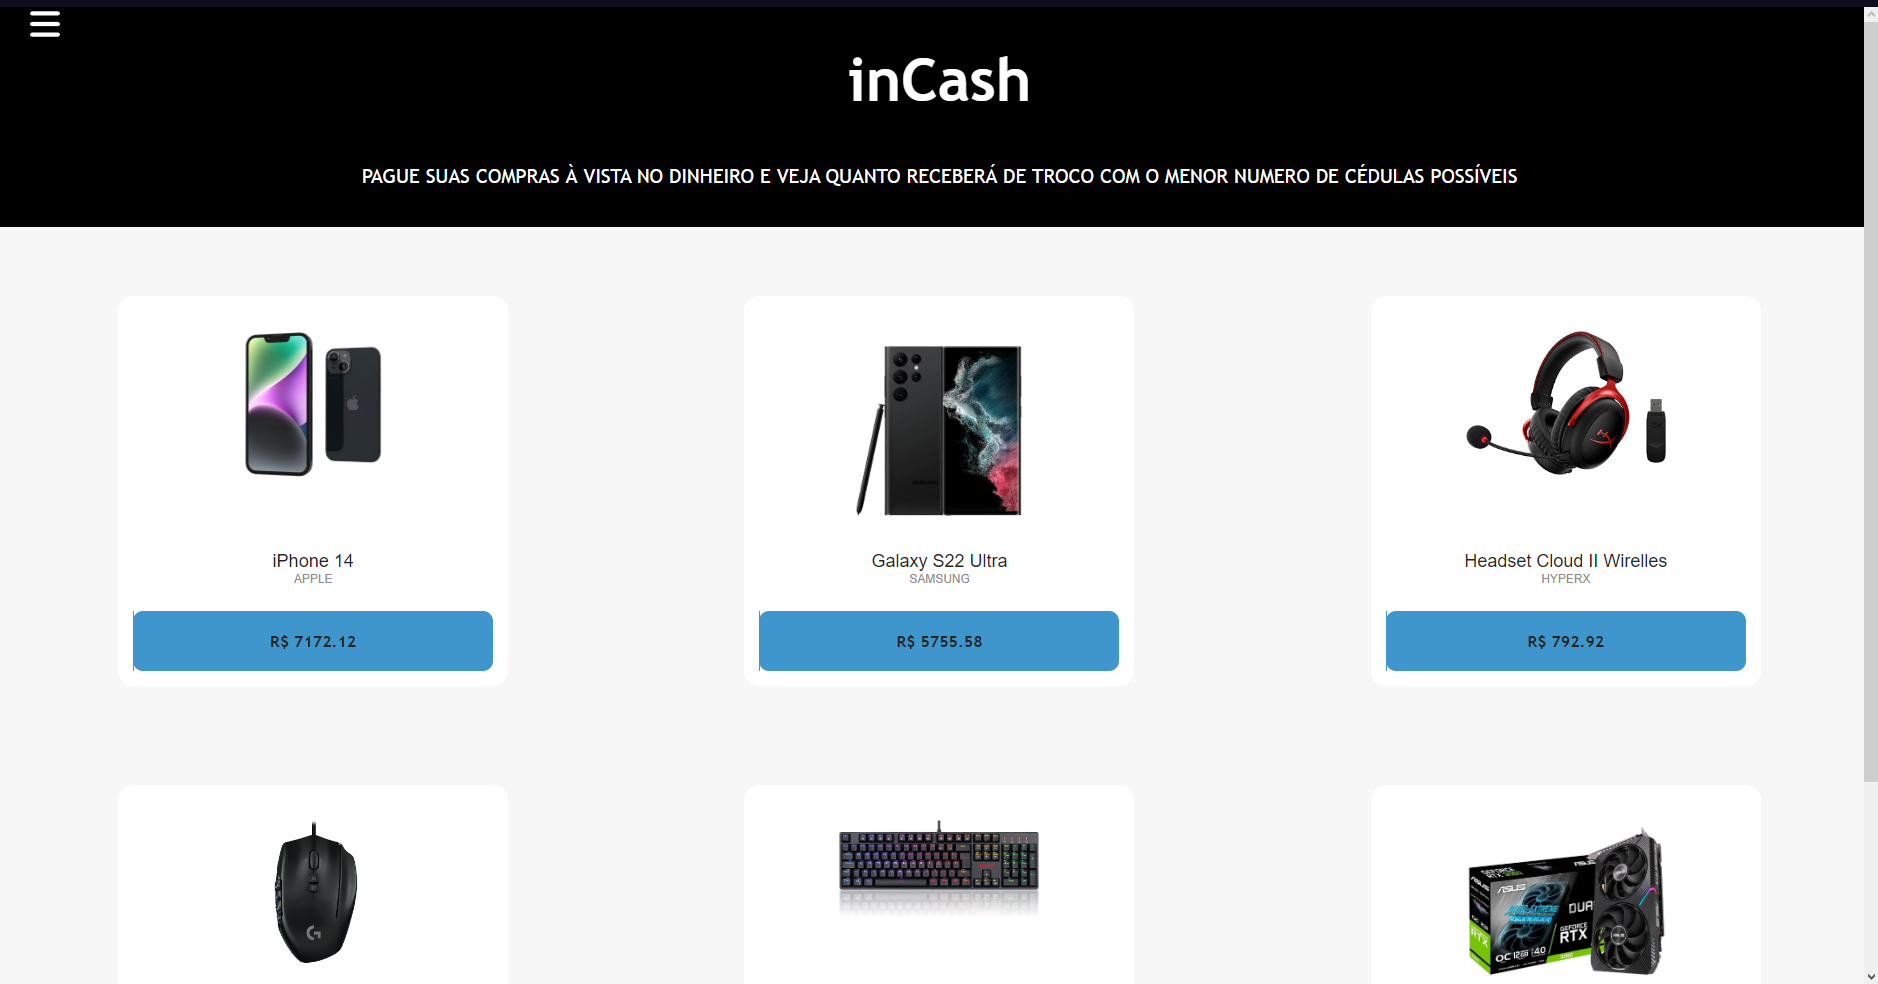 inCash
PAGUE SUAS COMPRAS À VISTA NO DINHEIRO E VEJA QUANTO RECEBERÁ DE TROCO COM O MENOR NUMERO DE CÉDULAS POSSÍVEIS
iPhone 14
APPLE
R$ 7172.12
Galaxy S22 Ultra
SAMSUNG
R$ 5755.58
Headset Cloud II Wirelles
HYPERX
R$ 792.92
ASUS
DUA
GEFORCE
RTX
OC 12GB